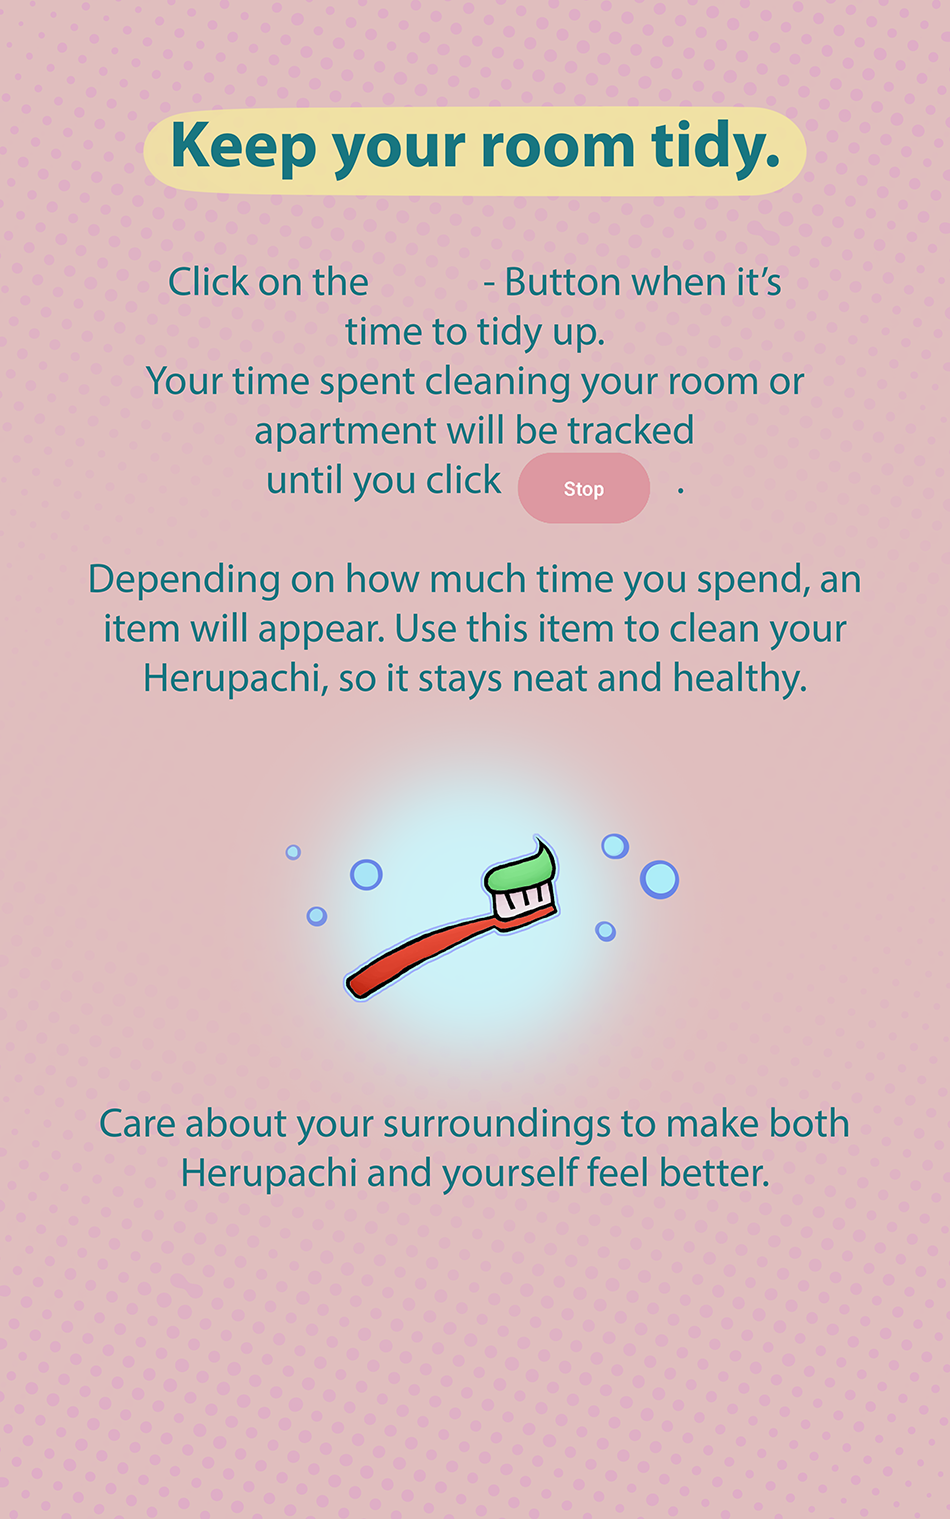 Keep your room tidy.
Click on the - Button when it’s
time to tidy up.
Your time spent cleaning your room or
apartment will be tracked
until you click Stop .
Depending on how much time you spend, an
item will appear. Use this item to clean your
Herupachi, so it stays neat and healthy.
Care about your surroundings to make both
Herupachi and yourself feel better.